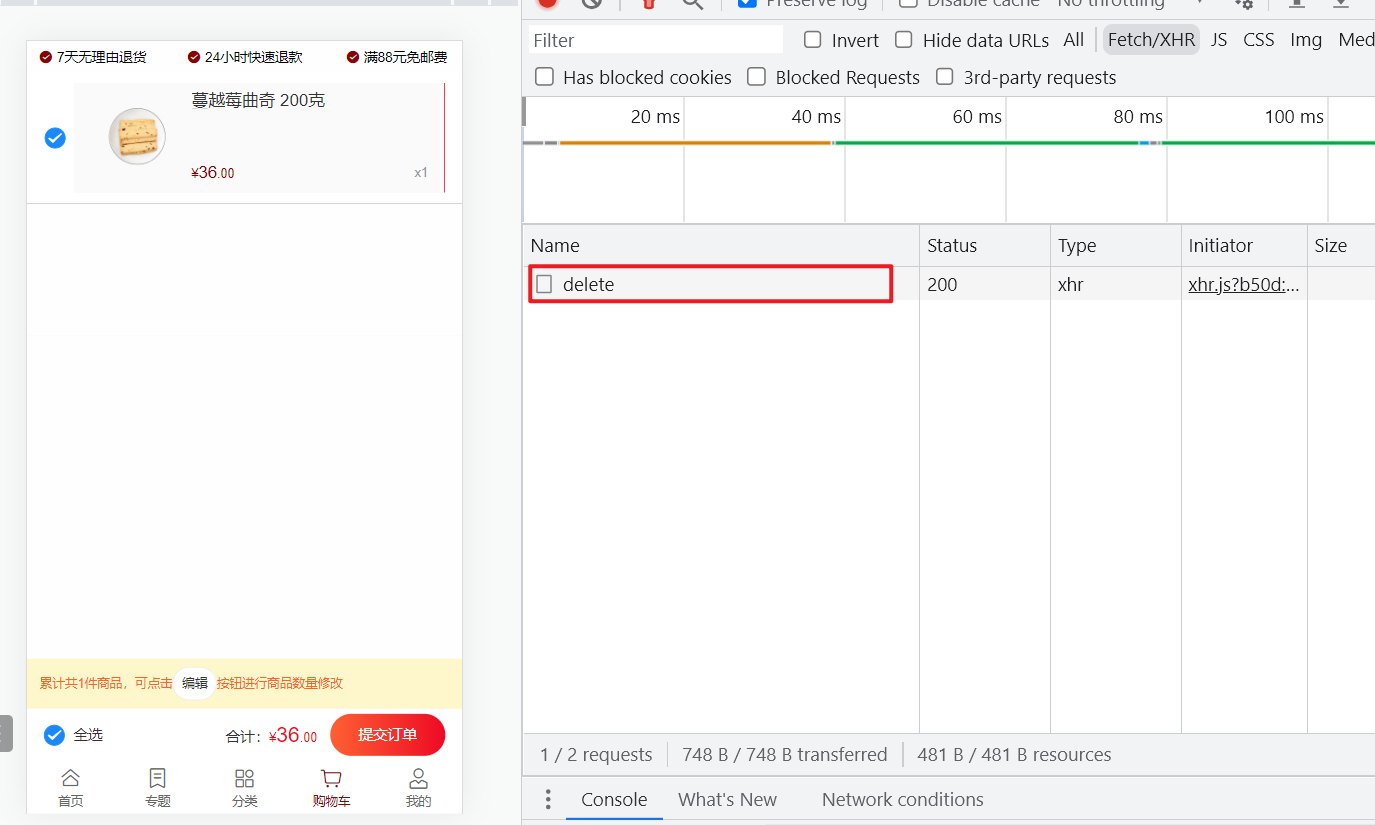 7天无理由退货 24小时快速退款 满88元免邮费
蔓越莓曲奇 200克
¥36.00 x1
累计共1件商品，可点击 编辑 按钮进行商品数量修改
全选 合计：¥36.00 提交订单
首页 专题 分类 购物车 我的
Preserve log Disable cache No throttling
Filter Invert Hide data URLs All Fetch/XHR JS CSS Img Med
Has blocked cookies Blocked Requests 3rd-party requests
20 ms 40 ms 60 ms 80 ms 100 ms
Name Status Type Initiator Size
delete 200 xhr xhr.js?b50d:...
1 / 2 requests 748 B / 748 B transferred 481 B / 481 B resources
Console What's New Network conditions